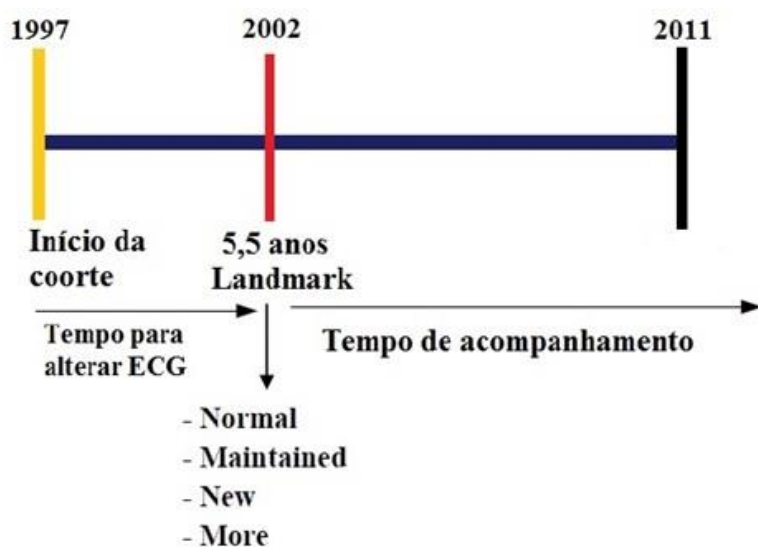 1997
2002
2011
Início da
coorte
5,5 anos
Landmark
Tempo para
alterar ECG
Tempo de acompanhamento
- Normal
- Maintained
- New
- More